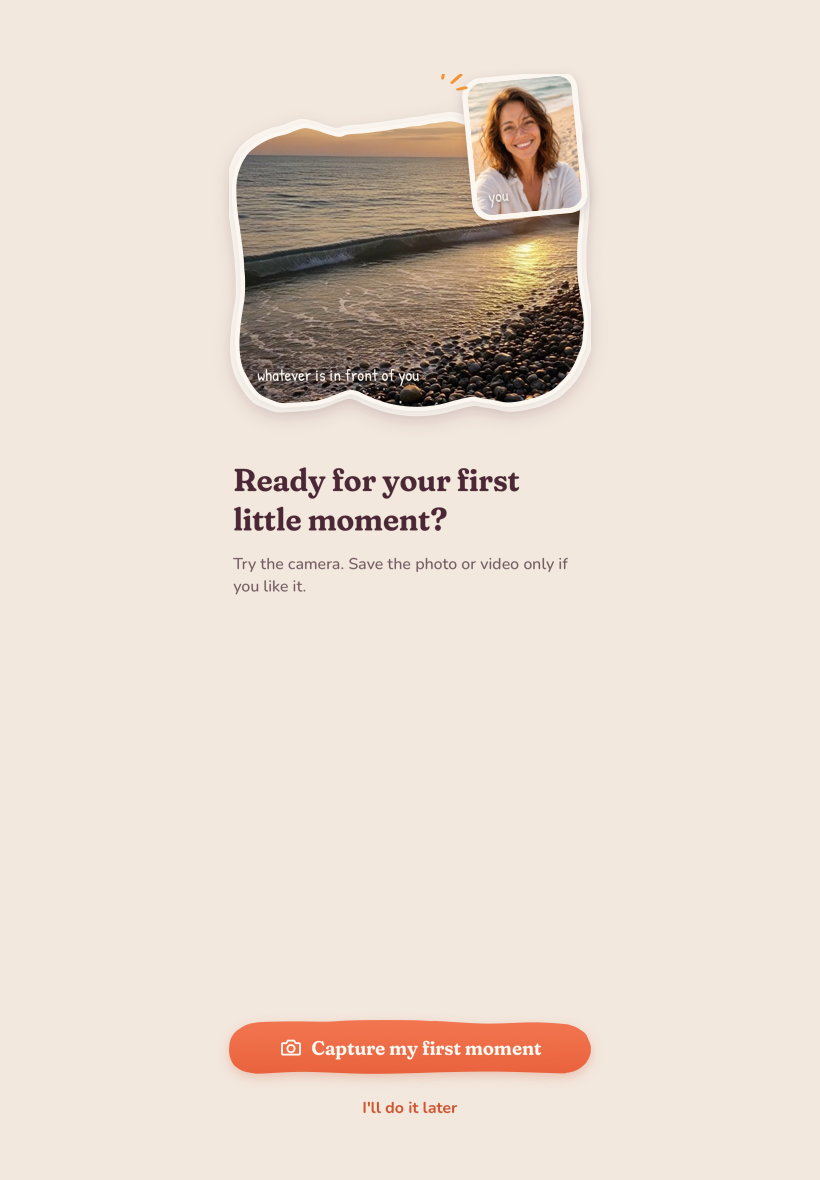 you
whatever is in front of you
Ready for your first
little moment?
Try the camera. Save the photo or video only if
you like it.
Capture my first moment
I'll do it later